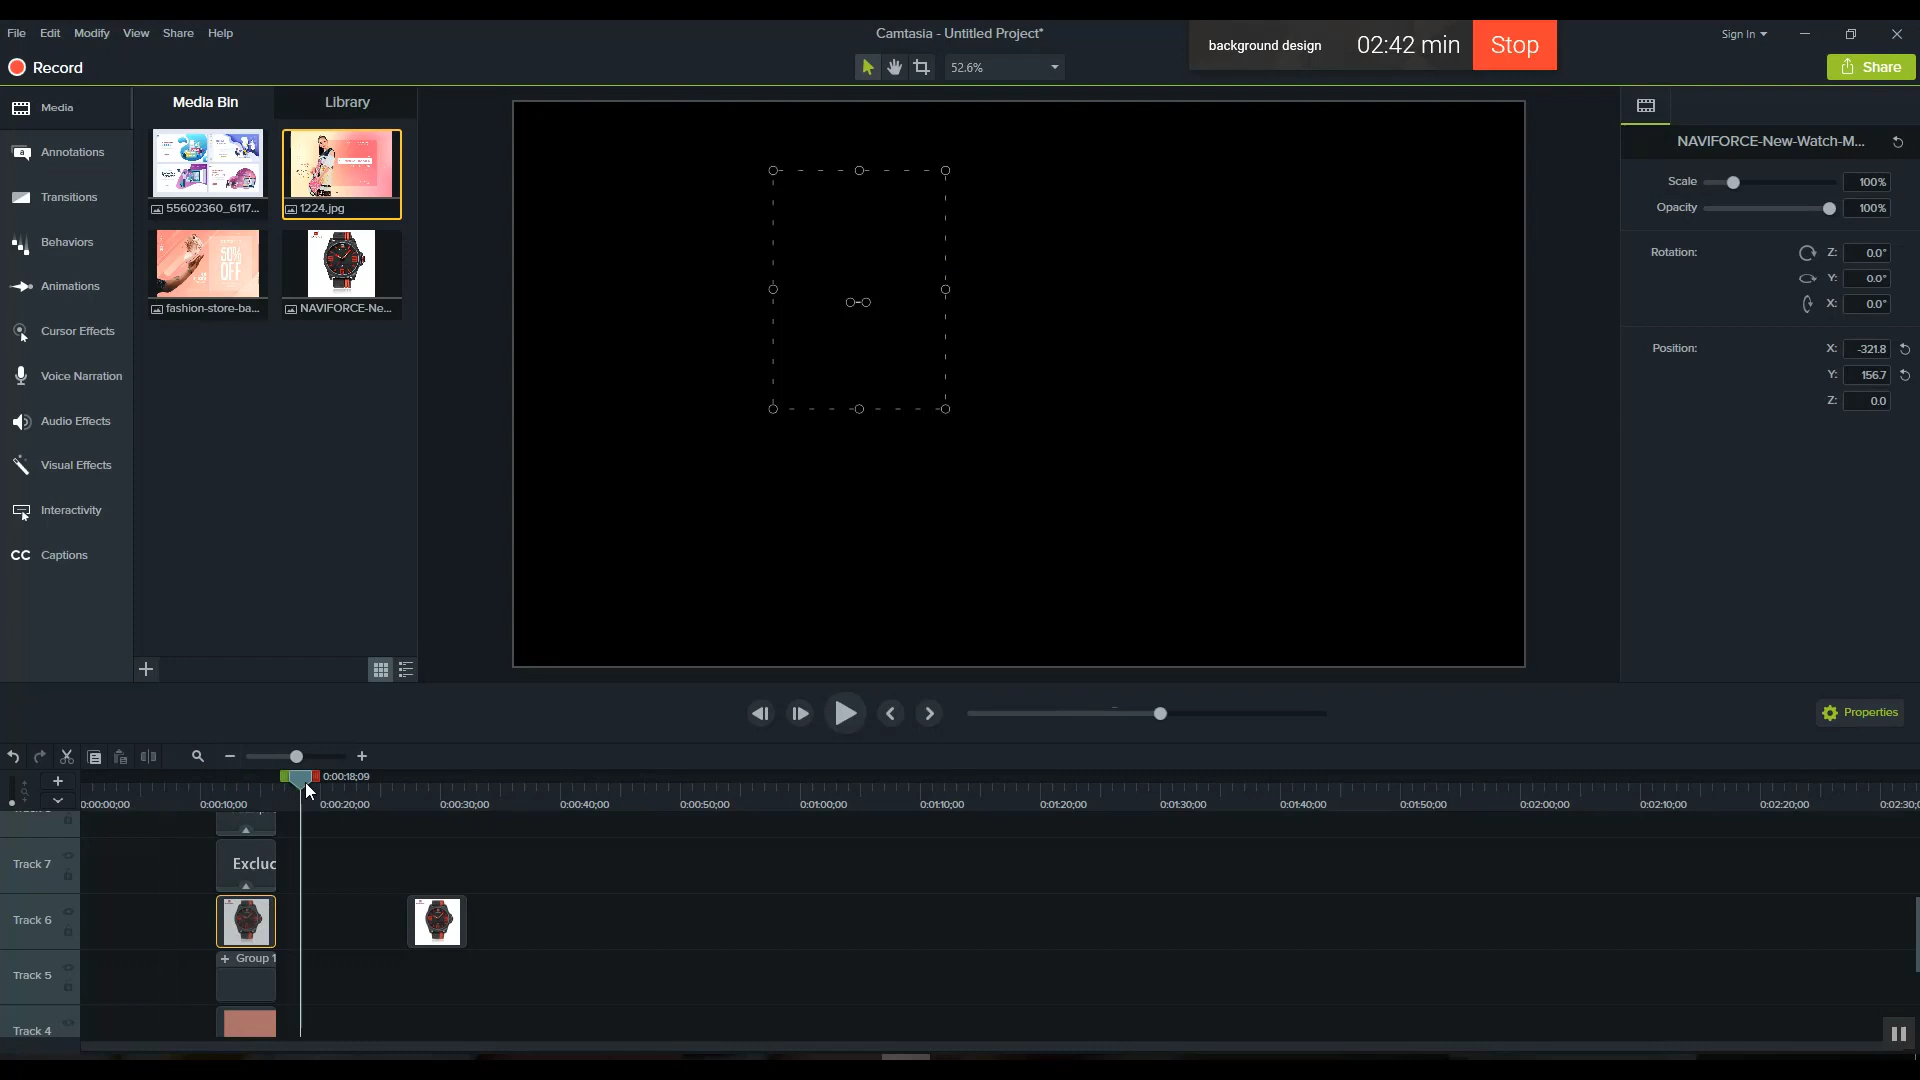 File Edit Modify View Share Help
Camtasia - Untitled Project*
background design 02:42 min Stop
Sign In
Record
52.6%
Share
Media
Media Bin Library
NAVIFORCE-New-Watch-M...
Annotations
Transitions
Behaviors
Animations
Cursor Effects
Voice Narration
Audio Effects
Visual Effects
Interactivity
CC Captions
55602360_6117...
1224.jpg
50%
OFF
fashion-store-ba...
NAVIFORCE-Ne...
Scale 100%
Opacity 100%
Rotation: Z: 0.0°
Y: 0.0°
X: 0.0°
Position: X: -321.8
Y: 156.7
Z: 0.0
Properties
0:00:18;09
0:00:00;00 0:00:10;00 0:00:20;00 0:00:30;00 0:00:40;00 0:00:50;00 0:01:00;00 0:01:10;00 0:01:20;00 0:01:30;00 0:01:40;00 0:01:50;00 0:02:00;00 0:02:10;00 0:02:20;00 0:02:30;0
Track 7
Excluc
Track 6
Track 5
+ Group 1
Track 4